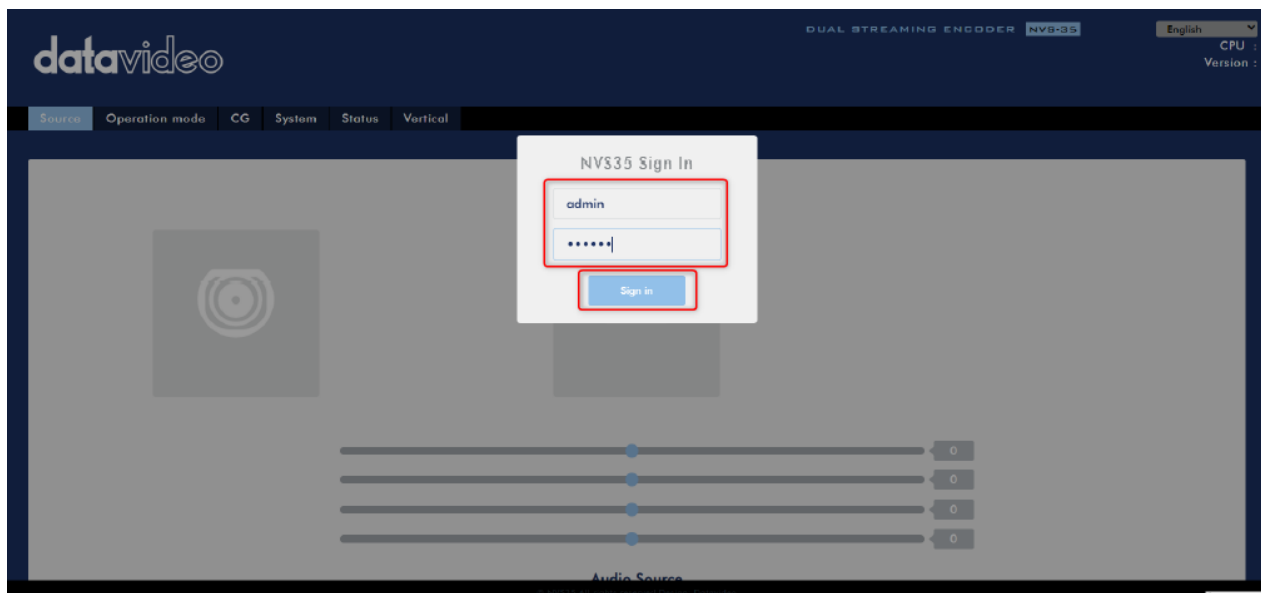 datavideo
DUAL STREAMING ENCODER NVS-35
English
CPU :
Version :
Source Operation mode CG System Status Vertical
NVS35 Sign In
admin
••••••
Sign in
0
0
0
0
Audio Source